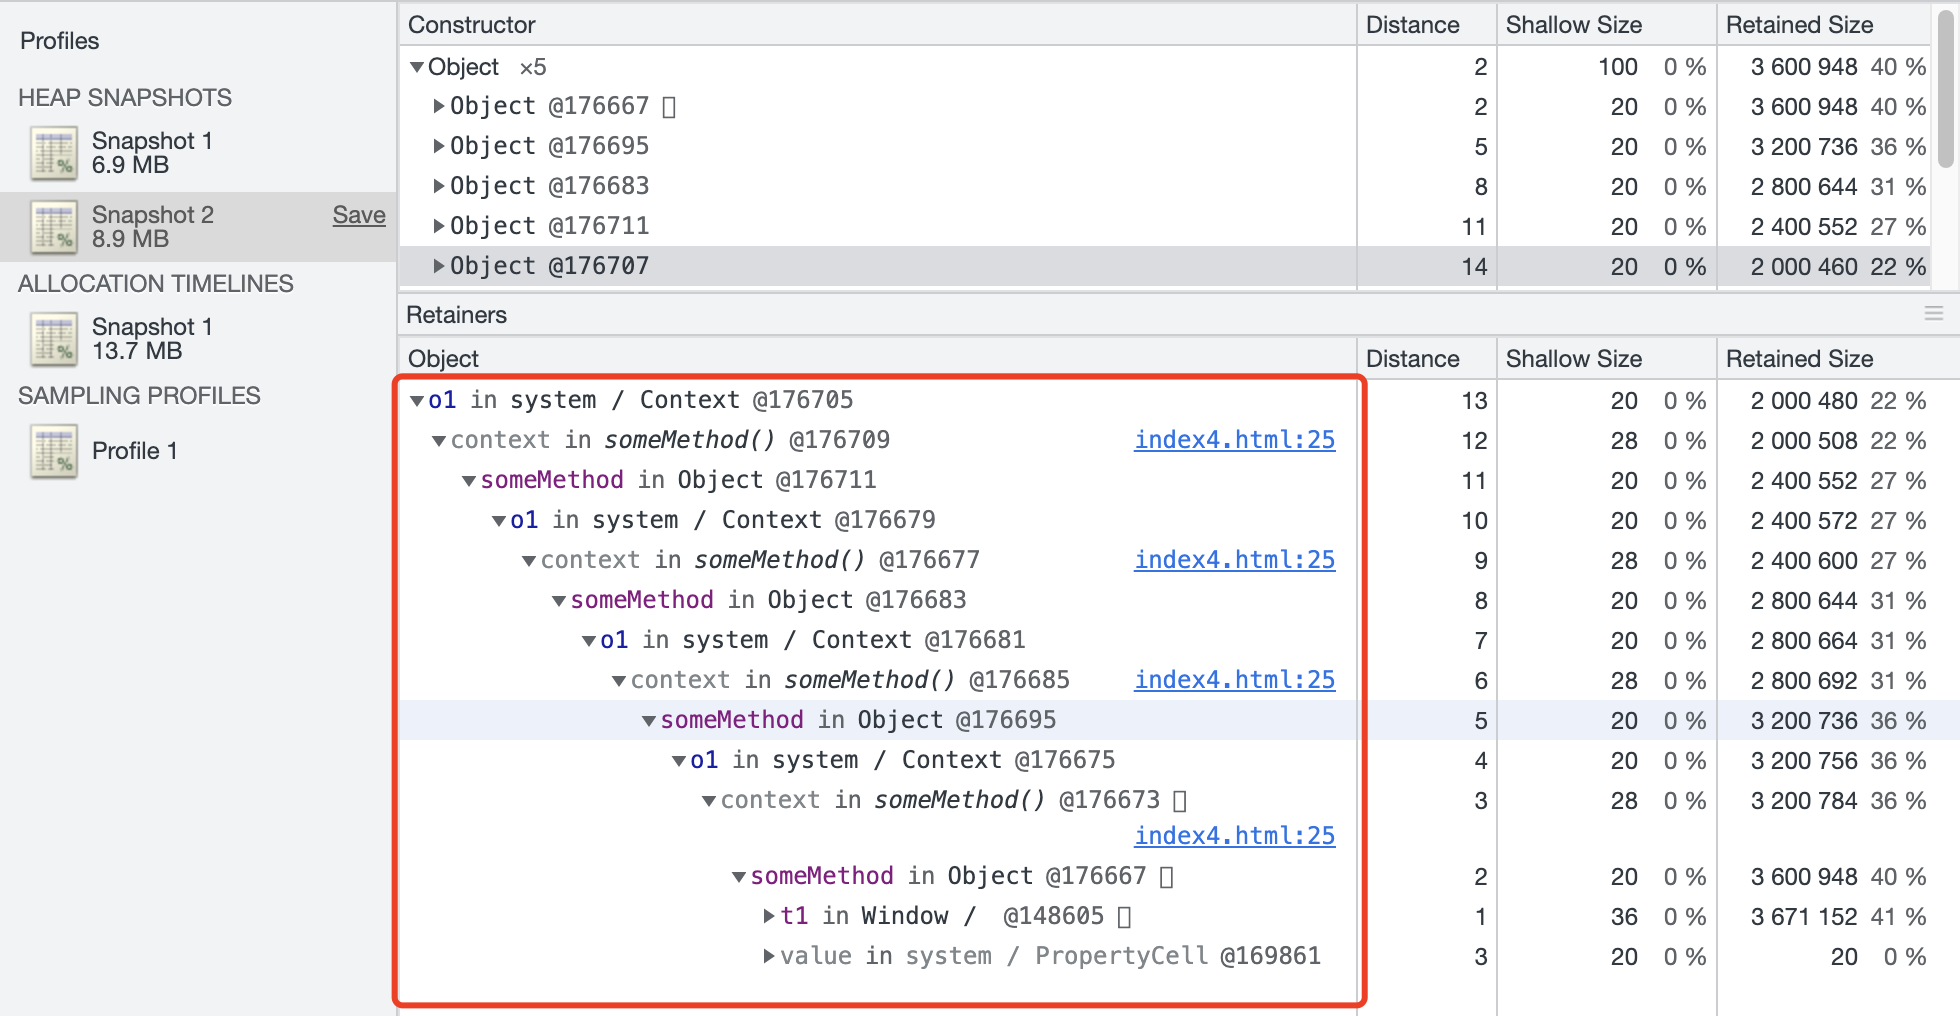 Profiles
HEAP SNAPSHOTS
Snapshot 1
6.9 MB
Snapshot 2 Save
8.9 MB
ALLOCATION TIMELINES
Snapshot 1
13.7 MB
SAMPLING PROFILES
Profile 1
Constructor Distance Shallow Size Retained Size
▼Object ×5 2 100 0 % 3 600 948 40 %
▶Object @176667 ▯ 2 20 0 % 3 600 948 40 %
▶Object @176695 5 20 0 % 3 200 736 36 %
▶Object @176683 8 20 0 % 2 800 644 31 %
▶Object @176711 11 20 0 % 2 400 552 27 %
▶Object @176707 14 20 0 % 2 000 460 22 %
Retainers
Object Distance Shallow Size Retained Size
▼o1 in system / Context @176705 13 20 0 % 2 000 480 22 %
▼context in someMethod() @176709 index4.html:25 12 28 0 % 2 000 508 22 %
▼someMethod in Object @176711 11 20 0 % 2 400 552 27 %
▼o1 in system / Context @176679 10 20 0 % 2 400 572 27 %
▼context in someMethod() @176677 index4.html:25 9 28 0 % 2 400 600 27 %
▼someMethod in Object @176683 8 20 0 % 2 800 644 31 %
▼o1 in system / Context @176681 7 20 0 % 2 800 664 31 %
▼context in someMethod() @176685 index4.html:25 6 28 0 % 2 800 692 31 %
▼someMethod in Object @176695 5 20 0 % 3 200 736 36 %
▼o1 in system / Context @176675 4 20 0 % 3 200 756 36 %
▼context in someMethod() @176673 ▯ 3 28 0 % 3 200 784 36 %
index4.html:25
▼someMethod in Object @176667 ▯ 2 20 0 % 3 600 948 40 %
▶t1 in Window / @148605 ▯ 1 36 0 % 3 671 152 41 %
▶value in system / PropertyCell @169861 3 20 0 % 20 0 %